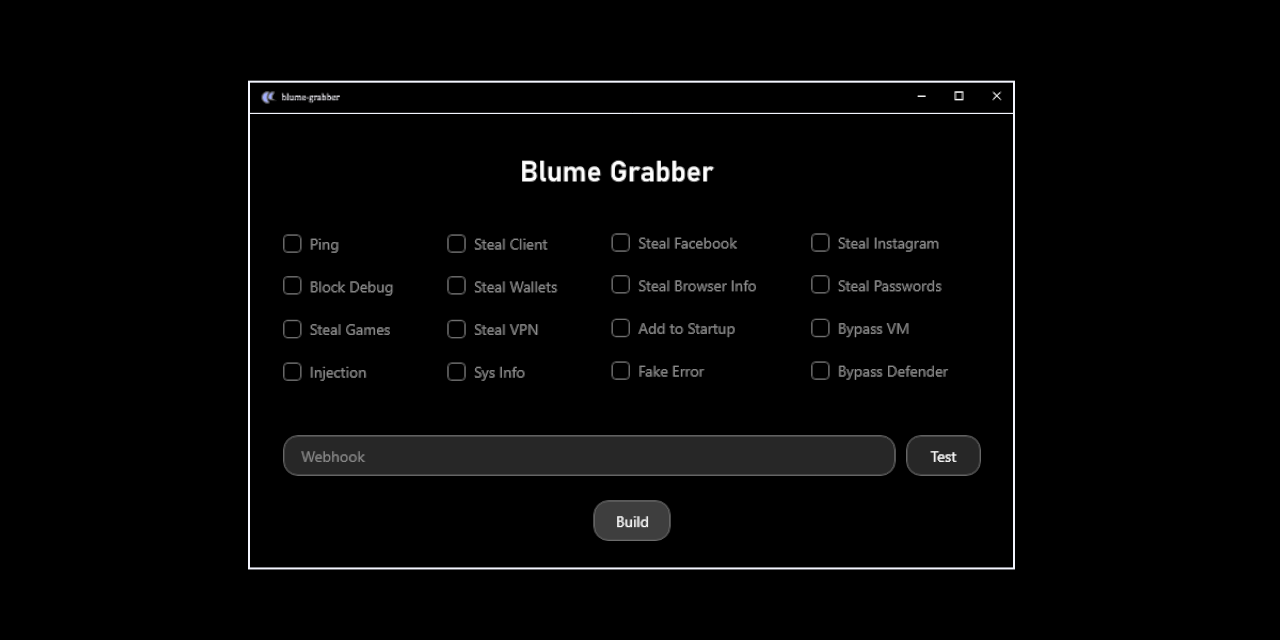 blume-grabber
Blume Grabber
Ping Steal Client Steal Facebook Steal Instagram
Block Debug Steal Wallets Steal Browser Info Steal Passwords
Steal Games Steal VPN Add to Startup Bypass VM
Injection Sys Info Fake Error Bypass Defender
Webhook Test
Build